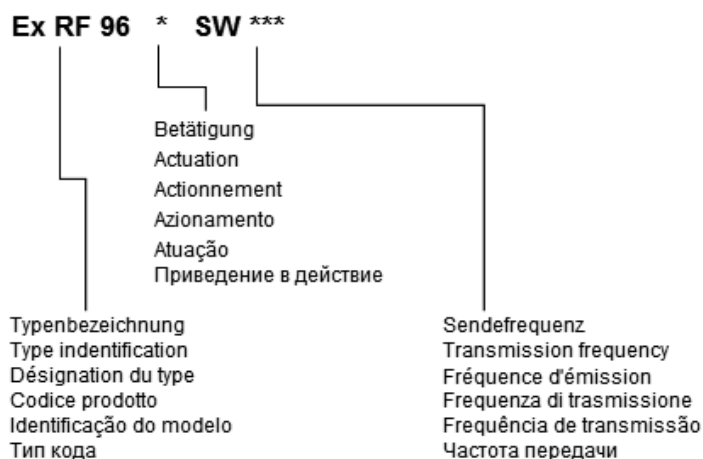 Ex RF 96 * SW ***
Betätigung
Actuation
Actionnement
Azionamento
Atuação
Приведение в действие
Typenbezeichnung
Type indentification
Désignation du type
Codice prodotto
Identificação do modelo
Тип кода
Sendefrequenz
Transmission frequency
Fréquence d'émission
Frequenza di trasmissione
Frequência de transmissão
Частота передачи